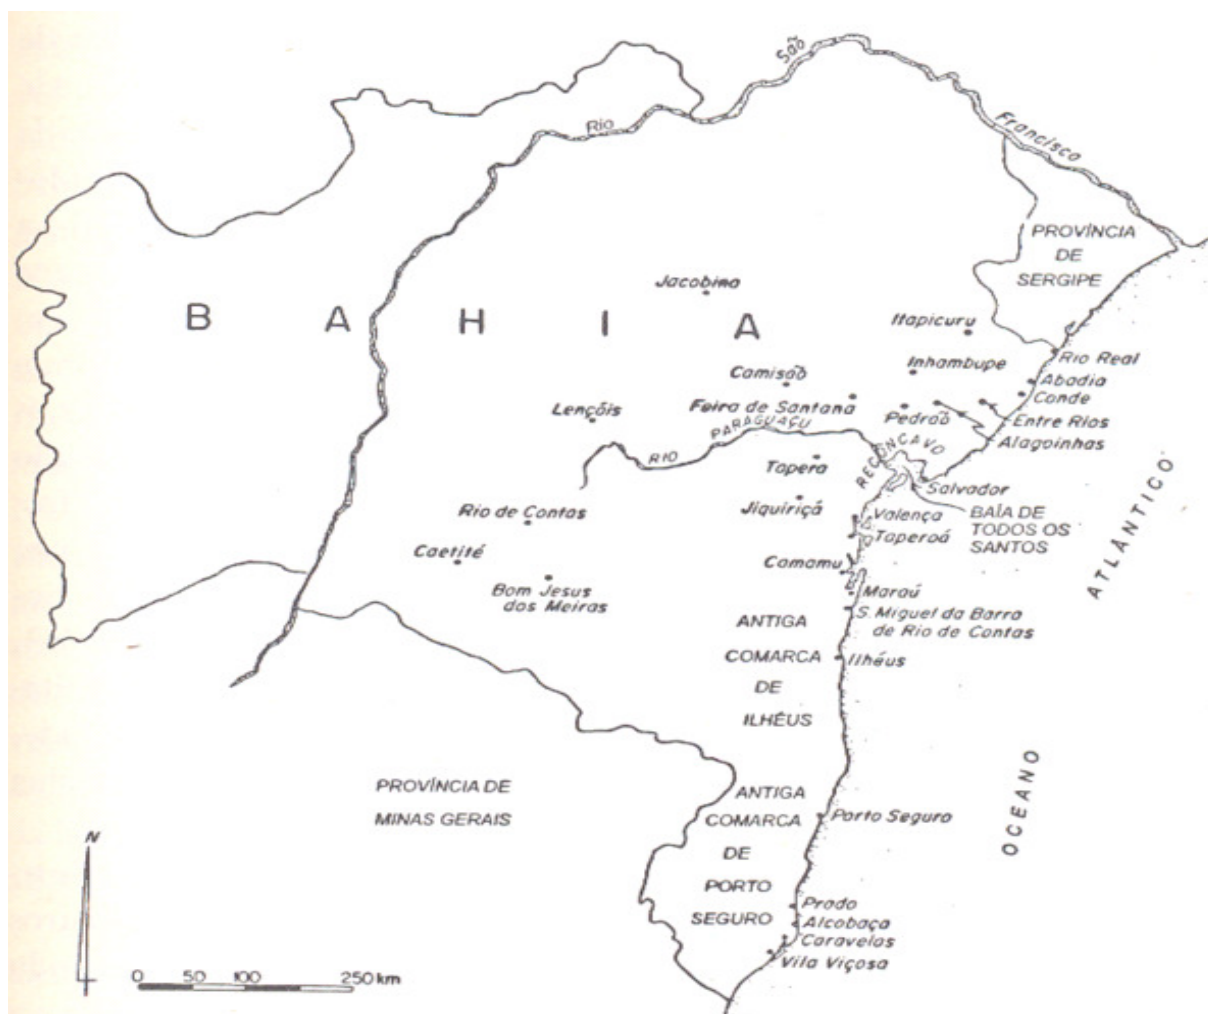 São
Rio
Francisco
PROVÍNCIA
DE
SERGIPE
Jacobina
B A H I A
Itapicuru
Rio Real
Inhambupe
Camisão
Abadia
Conde
Lençóis
Feira de Santana
Pedraõ
Entre Rios
Alagoinhas
RIO PARAGUAÇU
RECÔNCAVO
Tapera
Salvador
Jiquiriçá
Rio de Contas
Valença
BAÍA DE
TODOS OS
SANTOS
Taperoá
Caetité
Camamu
Bom Jesus
dos Meiras
Maraú
S. Miguel da Barra
de Rio de Contas
ANTIGA
COMARCA
DE
ILHÉUS
Ilhéus
OCEANO ATLÂNTICO
PROVÍNCIA DE
MINAS GERAIS
ANTIGA
COMARCA
DE
PORTO
SEGURO
Porto Seguro
Prado
Alcobaça
Caravelas
Vila Viçosa
N
0 50 100 250 km